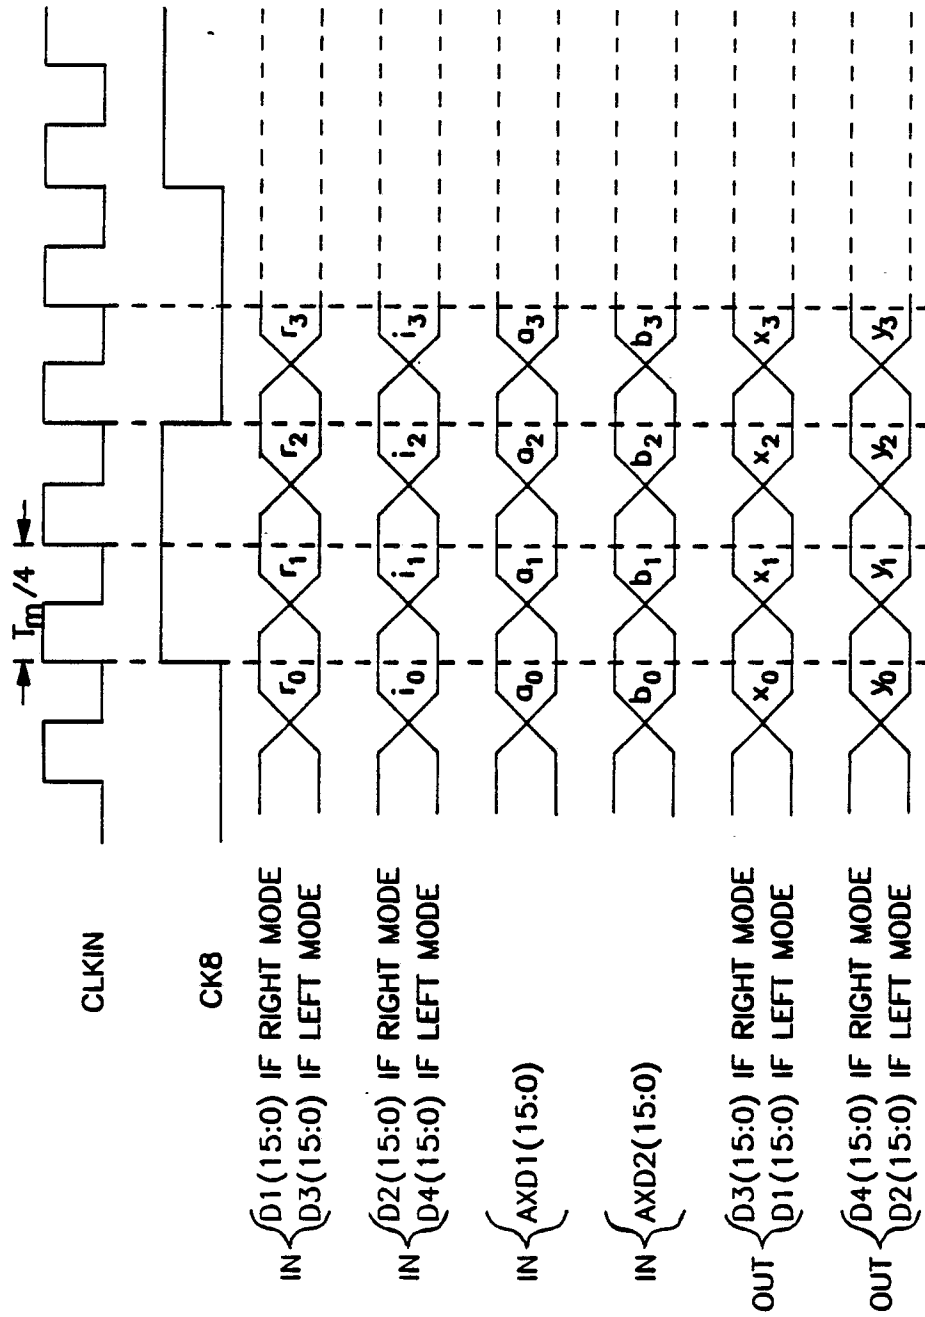 Tm/4
CLKIN
CK8
IN { D1(15:0) IF RIGHT MODE
D3(15:0) IF LEFT MODE
r0 r1 r2 r3
IN { D2(15:0) IF RIGHT MODE
D4(15:0) IF LEFT MODE
i0 i1 i2 i3
IN { AXD1(15:0) }
a0 a1 a2 a3
IN { AXD2(15:0) }
b0 b1 b2 b3
OUT { D3(15:0) IF RIGHT MODE
D1(15:0) IF LEFT MODE
x0 x1 x2 x3
OUT { D4(15:0) IF RIGHT MODE
D2(15:0) IF LEFT MODE
y0 y1 y2 y3